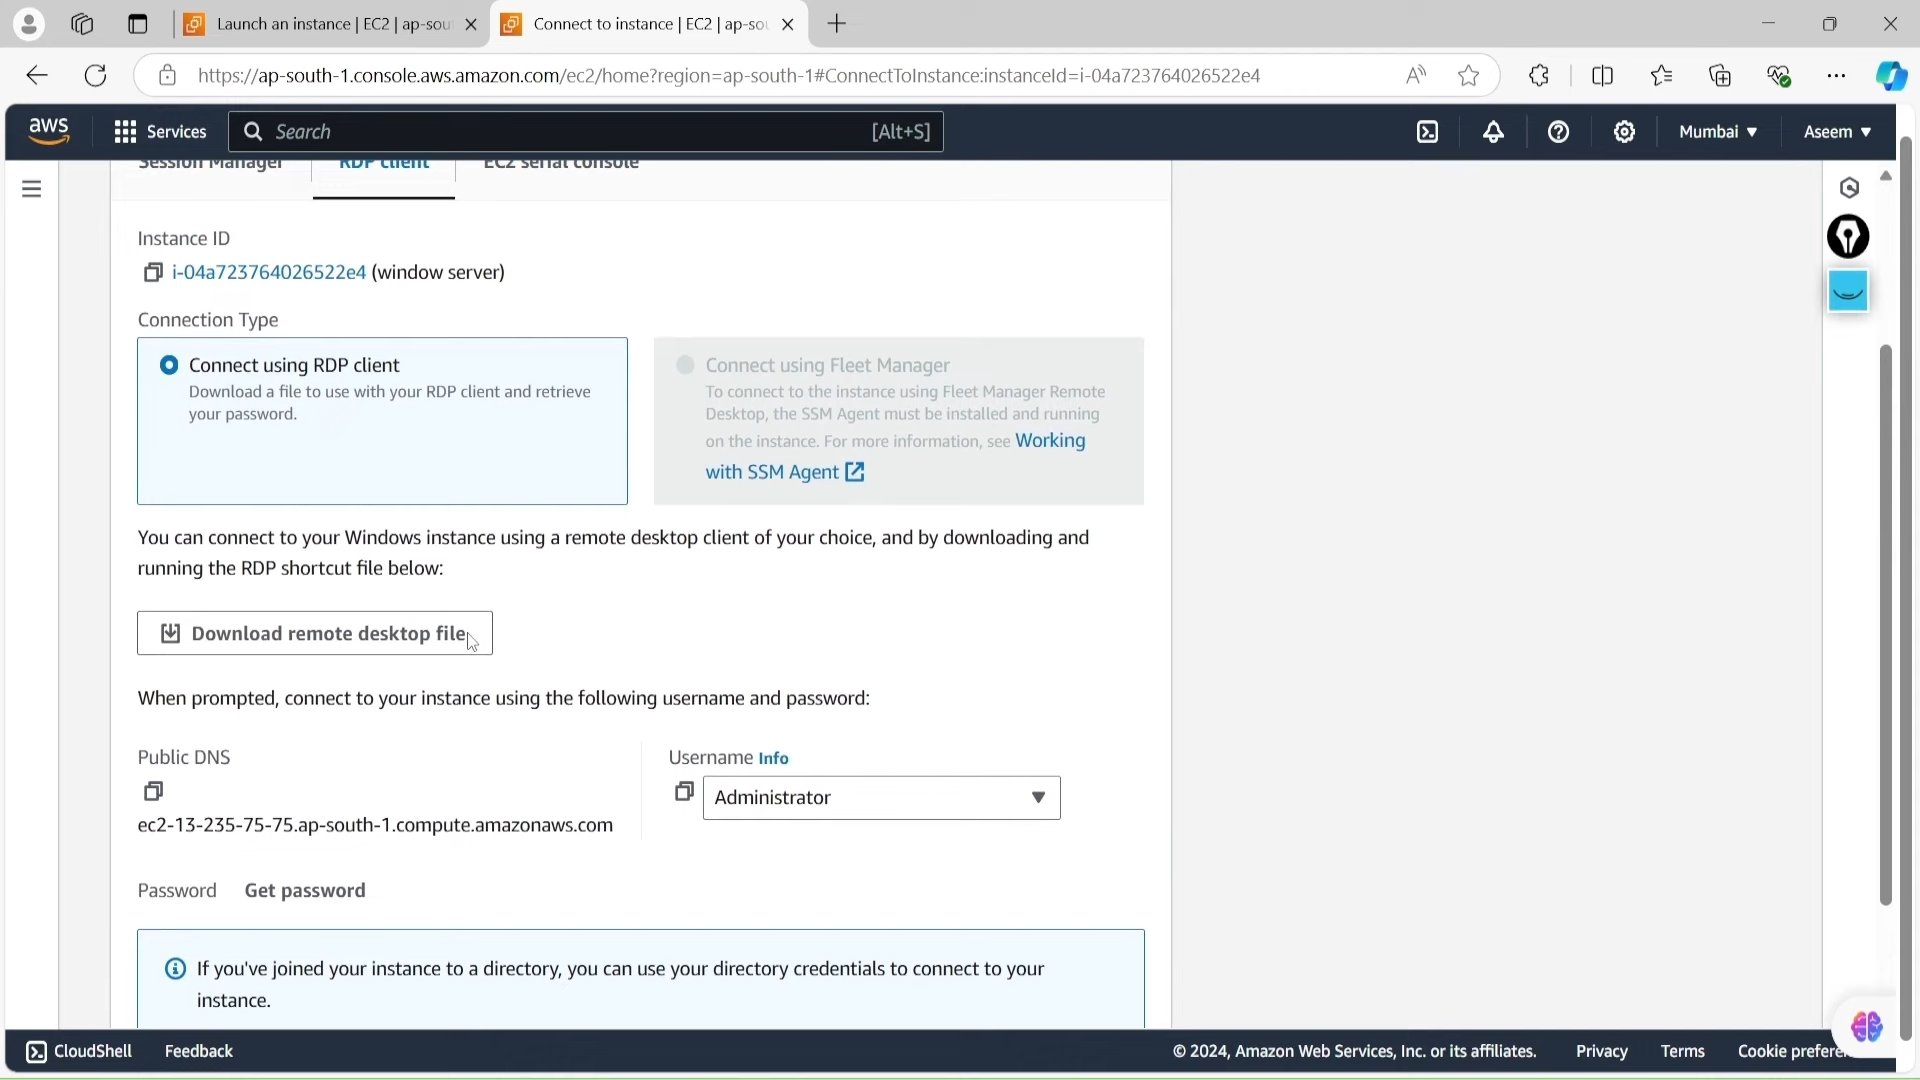 Launch an instance | EC2 | ap-sou
Connect to instance | EC2 | ap-sou
https://ap-south-1.console.aws.amazon.com/ec2/home?region=ap-south-1#ConnectToInstance:instanceId=i-04a723764026522e4
aws
Services
Search
[Alt+S]
Mumbai
Aseem
Session Manager
RDP client
EC2 serial console
Instance ID
i-04a723764026522e4 (window server)
Connection Type
Connect using RDP client
Download a file to use with your RDP client and retrieve
your password.
Connect using Fleet Manager
To connect to the instance using Fleet Manager Remote
Desktop, the SSM Agent must be installed and running
on the instance. For more information, see Working
with SSM Agent
You can connect to your Windows instance using a remote desktop client of your choice, and by downloading and
running the RDP shortcut file below:
Download remote desktop file
When prompted, connect to your instance using the following username and password:
Public DNS
ec2-13-235-75-75.ap-south-1.compute.amazonaws.com
Username Info
Administrator
Password Get password
If you've joined your instance to a directory, you can use your directory credentials to connect to your
instance.
CloudShell
Feedback
© 2024, Amazon Web Services, Inc. or its affiliates.
Privacy
Terms
Cookie prefere